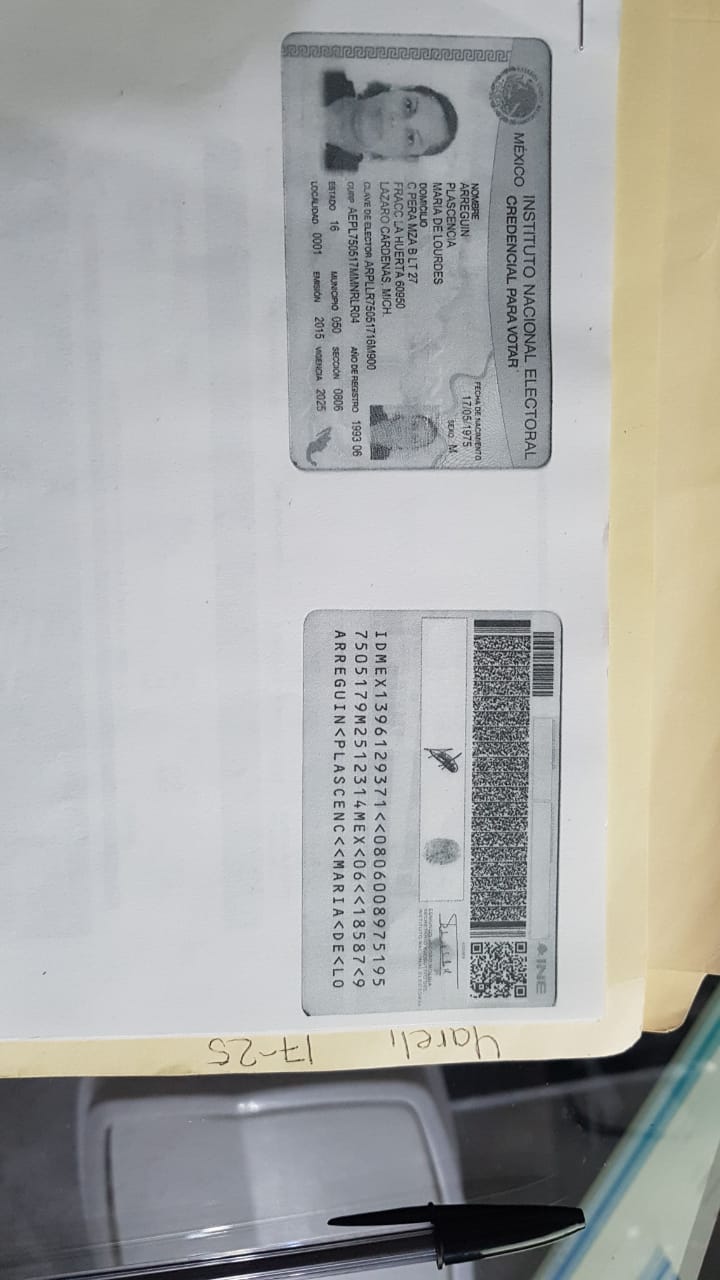 MÉXICO INSTITUTO NACIONAL ELECTORAL
CREDENCIAL PARA VOTAR
NOMBRE
ARREGUIN
PLASCENCIA
MARIA DE LOURDES
FECHA DE NACIMIENTO
17/05/1975
SEXO M
DOMICILIO
C PERA MZA B LT 27
FRACC LA HUERTA 60950
LAZARO CARDENAS, MICH.
CLAVE DE ELECTOR ARPLLR75051716M900
CURP AEPL750517MMNRLR04 AÑO DE REGISTRO 1993 06
ESTADO 16 MUNICIPIO 050 SECCIÓN 0806
LOCALIDAD 0001 EMISIÓN 2015 VIGENCIA 2025
INE
IDMEX1396129371<<0806008975195
7505179M2512314MEX<06<<18587<9
ARREGUIN<PLASCENC<<MARIA<DE<LO
Yareli 17-25